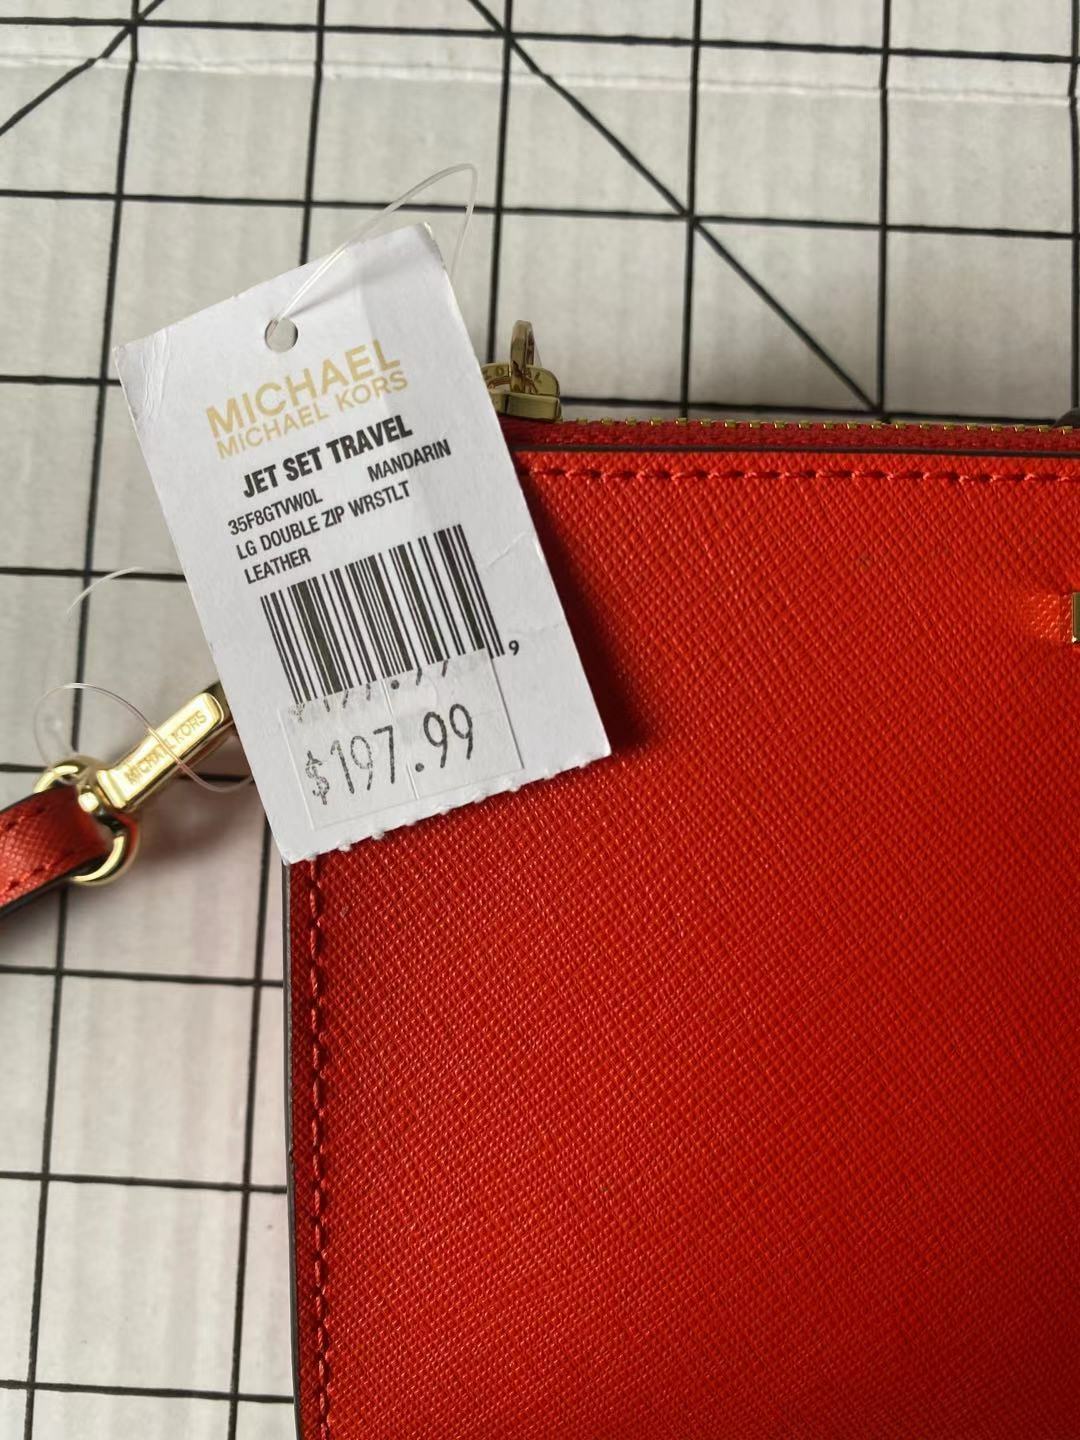 MICHAEL
MICHAEL KORS
JET SET TRAVEL
35F8GTVW0L MANDARIN
LG DOUBLE ZIP WRSTLT
LEATHER
9
$197.99
MICHAEL KORS